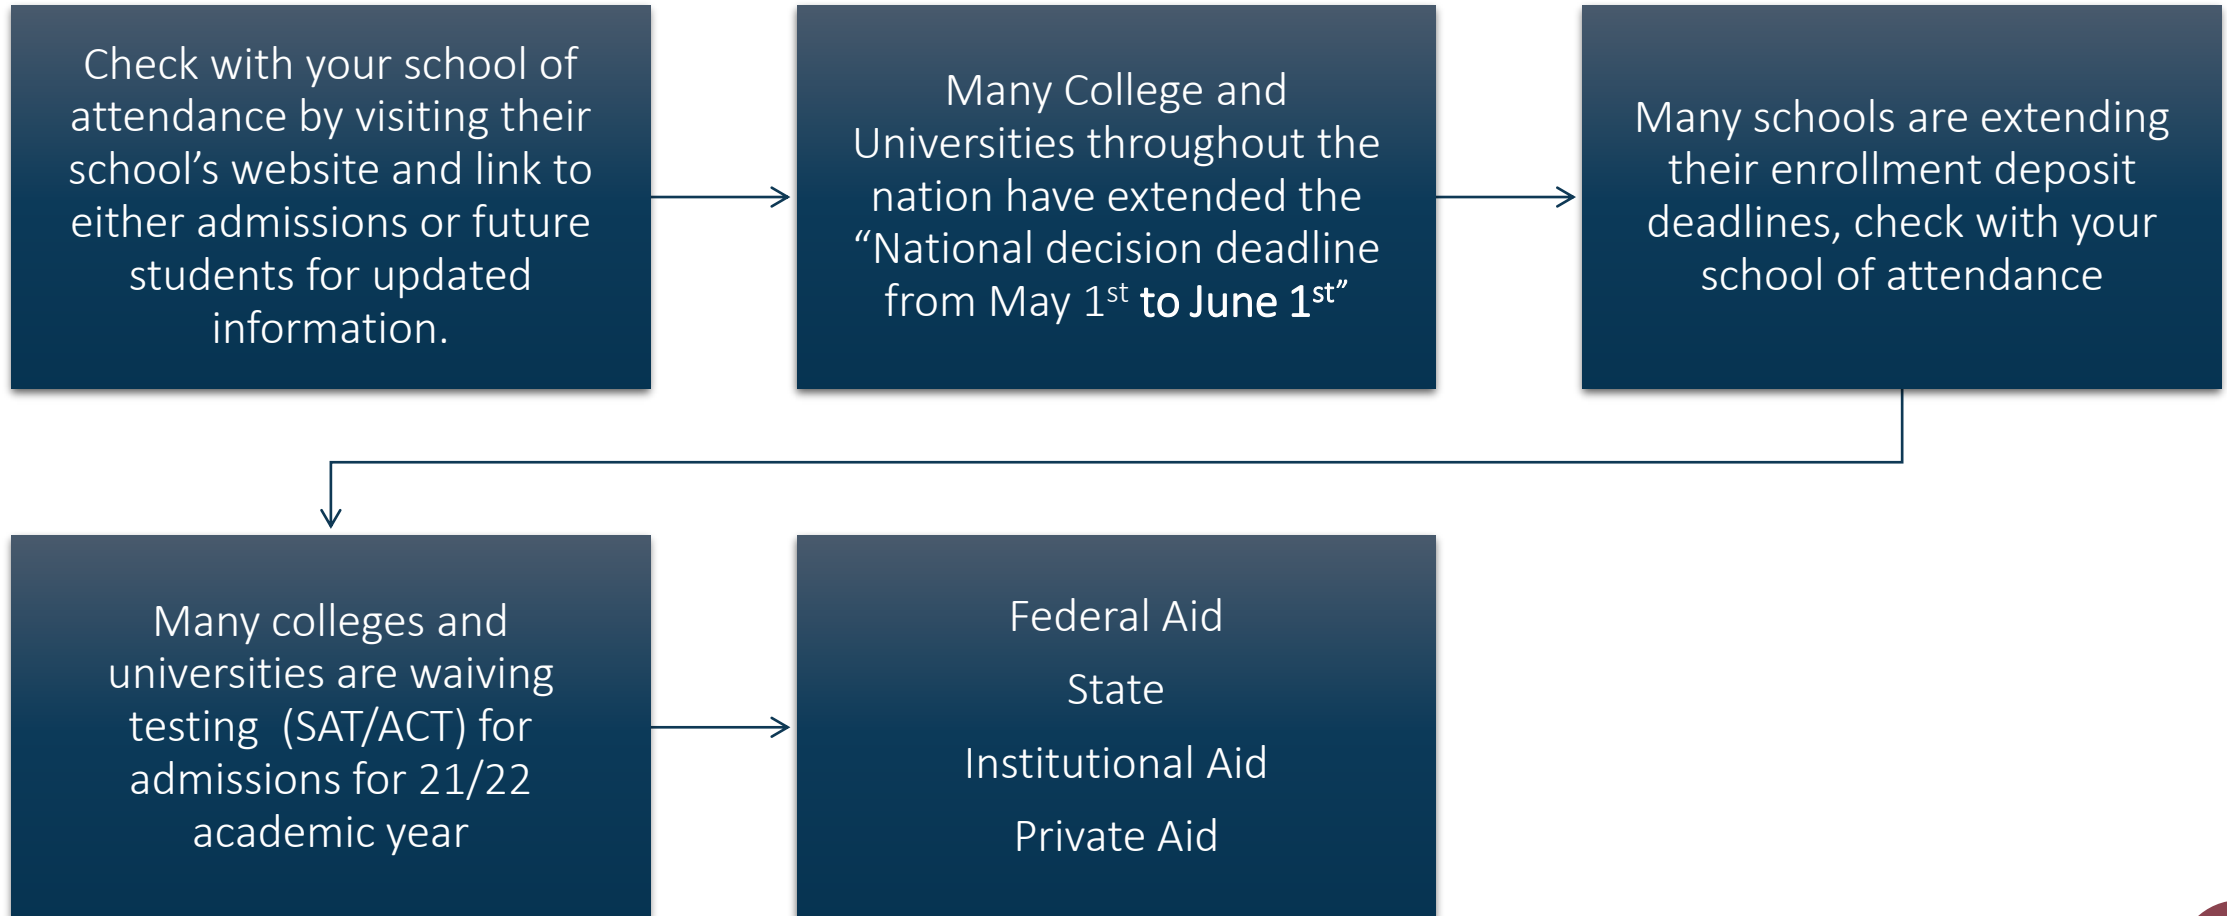 Check with your school of
attendance by visiting their
school’s website and link to
either admissions or future
students for updated
information.
Many College and
Universities throughout the
nation have extended the
“National decision deadline
from May 1st to June 1st”
Many schools are extending
their enrollment deposit
deadlines, check with your
school of attendance
Many colleges and
universities are waiving
testing  (SAT/ACT) for
admissions for 21/22
academic year
Federal Aid
State
Institutional Aid
Private Aid